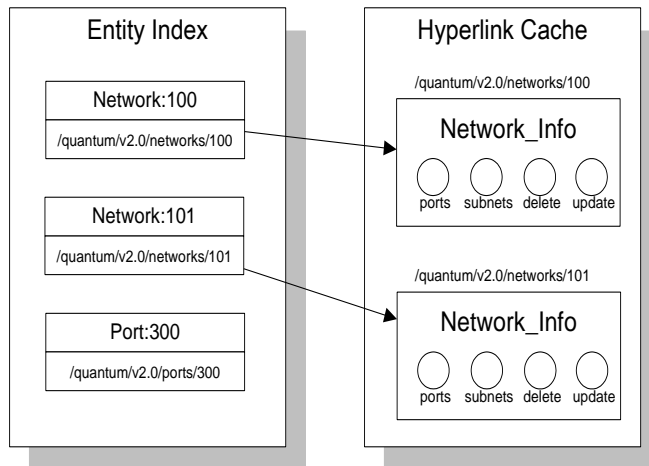 Entity Index
Network:100
/quantum/v2.0/networks/100
Network:101
/quantum/v2.0/networks/101
Port:300
/quantum/v2.0/ports/300
Hyperlink Cache
/quantum/v2.0/networks/100
Network_Info
ports subnets delete update
/quantum/v2.0/networks/101
Network_Info
ports subnets delete update